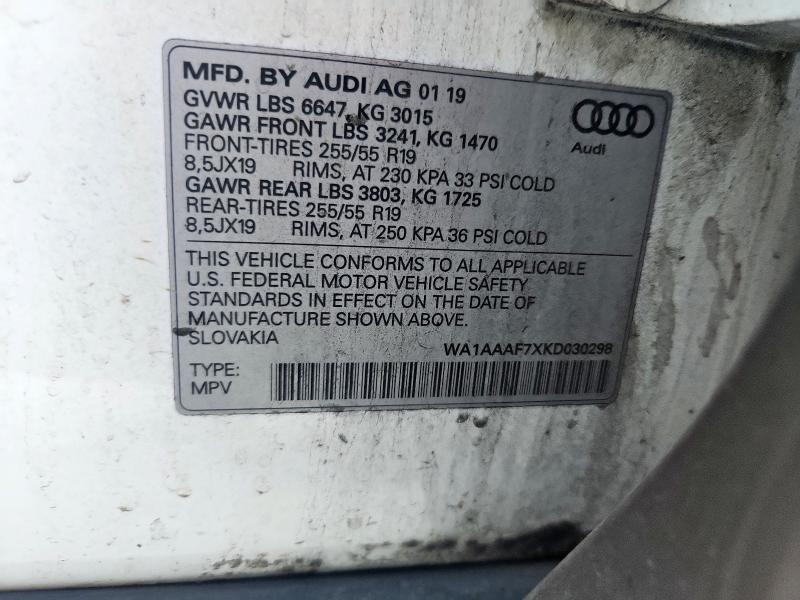 MFD. BY AUDI AG 01 19
GVWR LBS 6647, KG 3015
GAWR FRONT LBS 3241, KG 1470
FRONT-TIRES 255/55 R19
8,5JX19 RIMS, AT 230 KPA 33 PSI COLD
GAWR REAR LBS 3803, KG 1725
REAR-TIRES 255/55 R19
8,5JX19 RIMS, AT 250 KPA 36 PSI COLD
Audi
THIS VEHICLE CONFORMS TO ALL APPLICABLE
U.S. FEDERAL MOTOR VEHICLE SAFETY
STANDARDS IN EFFECT ON THE DATE OF
MANUFACTURE SHOWN ABOVE.
SLOVAKIA
WA1AAAF7XKD030298
TYPE:
MPV